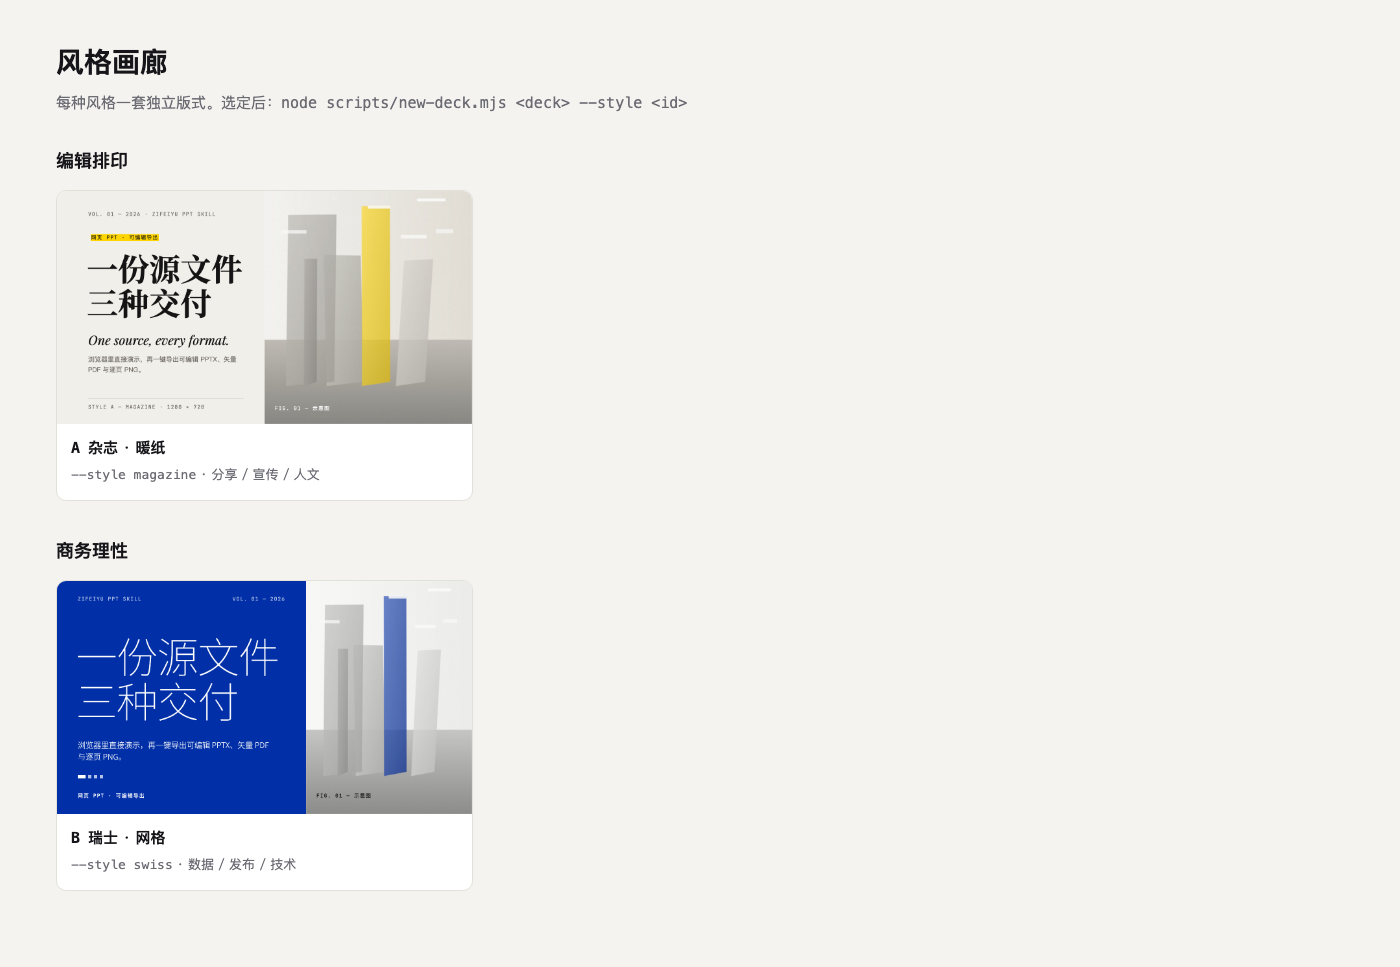 风格画廊
每种风格一套独立版式。选定后：node scripts/new-deck.mjs <deck> --style <id>
编辑排印
VOL. 01 — 2026 · ZIFEIYU PPT SKILL
网页 PPT · 可编辑导出
一份源文件
三种交付
One source, every format.
浏览器里直接演示，再一键导出可编辑 PPTX、矢量
PDF 与逐页 PNG。
STYLE A — MAGAZINE · 1280 × 720
FIG. 01 — 示意图
A 杂志 · 暖纸
--style magazine · 分享 / 宣传 / 人文
商务理性
ZIFEIYU PPT SKILL
VOL. 01 — 2026
一份源文件
三种交付
浏览器里直接演示，再一键导出可编辑 PPTX、矢量 PDF
与逐页 PNG。
网页 PPT · 可编辑导出
FIG. 01 — 示意图
B 瑞士 · 网格
--style swiss · 数据 / 发布 / 技术